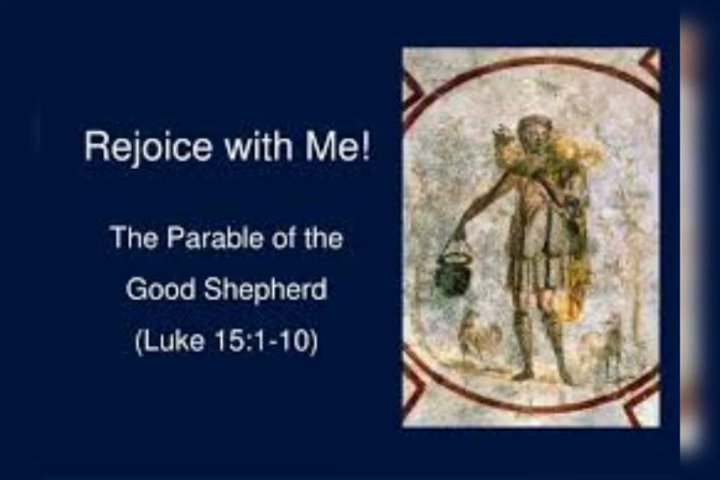 Rejoice with Me!
The Parable of the
Good Shepherd
(Luke 15:1-10)